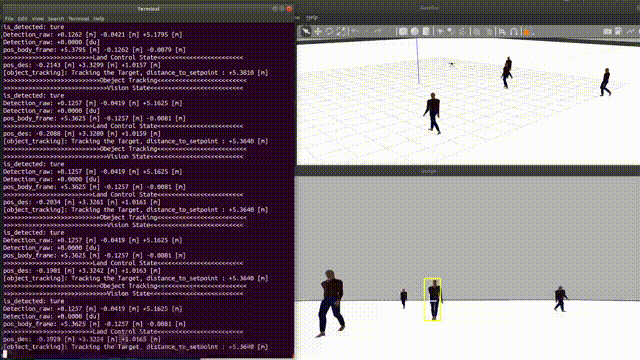 Terminal
File Edit View Search Terminal Help
is_detected: ture
Detection_raw: +0.1262 [m] -0.0421 [m] +5.1795 [m]
Detection_raw: +0.0000 [du]
pos_body_frame: +5.3795 [m] -0.1262 [m] -0.0079 [m]
>>>>>>>>>>>>>>>>>>>>>>>>>>Land Control State<<<<<<<<<<<<<<<<<<<<<<<<<<
pos_des: -0.2143 [m] +3.3299 [m] +1.0157 [m]
[object_tracking]: Tracking the Target, distance_to_setpoint : +5.3810 [m]
>>>>>>>>>>>>>>>>>>>>>>>>>>>>Object Tracking<<<<<<<<<<<<<<<<<<<<<<<<<
>>>>>>>>>>>>>>>>>>>>>>>>>>>>>>Vision State<<<<<<<<<<<<<<<<<<<<<<<<<<
is_detected: ture
Detection_raw: +0.1257 [m] -0.0419 [m] +5.1625 [m]
Detection_raw: +0.0000 [du]
pos_body_frame: +5.3625 [m] -0.1257 [m] -0.0081 [m]
>>>>>>>>>>>>>>>>>>>>>>>>>>Land Control State<<<<<<<<<<<<<<<<<<<<<<<<<<
pos_des: -0.2088 [m] +3.3280 [m] +1.0159 [m]
[object_tracking]: Tracking the Target, distance_to_setpoint : +5.3640 [m]
>>>>>>>>>>>>>>>>>>>>>>>>>>>>Object Tracking<<<<<<<<<<<<<<<<<<<<<<<<<
>>>>>>>>>>>>>>>>>>>>>>>>>>>>>>Vision State<<<<<<<<<<<<<<<<<<<<<<<<<<
is_detected: ture
Detection_raw: +0.1257 [m] -0.0419 [m] +5.1625 [m]
Detection_raw: +0.0000 [du]
pos_body_frame: +5.3625 [m] -0.1257 [m] -0.0081 [m]
>>>>>>>>>>>>>>>>>>>>>>>>>>Land Control State<<<<<<<<<<<<<<<<<<<<<<<<<<
pos_des: -0.2034 [m] +3.3261 [m] +1.0161 [m]
[object_tracking]: Tracking the Target, distance_to_setpoint : +5.3640 [m]
>>>>>>>>>>>>>>>>>>>>>>>>>>>>Object Tracking<<<<<<<<<<<<<<<<<<<<<<<<<
>>>>>>>>>>>>>>>>>>>>>>>>>>>>>>Vision State<<<<<<<<<<<<<<<<<<<<<<<<<<
is_detected: ture
Detection_raw: +0.1257 [m] -0.0419 [m] +5.1625 [m]
Detection_raw: +0.0000 [du]
pos_body_frame: +5.3625 [m] -0.1257 [m] -0.0081 [m]
>>>>>>>>>>>>>>>>>>>>>>>>>>Land Control State<<<<<<<<<<<<<<<<<<<<<<<<<<
pos_des: -0.1981 [m] +3.3242 [m] +1.0163 [m]
[object_tracking]: Tracking the Target, distance_to_setpoint : +5.3640 [m]
>>>>>>>>>>>>>>>>>>>>>>>>>>>>Object Tracking<<<<<<<<<<<<<<<<<<<<<<<<<
>>>>>>>>>>>>>>>>>>>>>>>>>>>>>>Vision State<<<<<<<<<<<<<<<<<<<<<<<<<<
is_detected: ture
Detection_raw: +0.1257 [m] -0.0419 [m] +5.1625 [m]
Detection_raw: +0.0000 [du]
pos_body_frame: +5.3625 [m] -0.1257 [m] -0.0081 [m]
>>>>>>>>>>>>>>>>>>>>>>>>>>Land Control State<<<<<<<<<<<<<<<<<<<<<<<<<<
pos_des: -0.1928 [m] +3.3224 [m] +1.0165 [m]
[object_tracking]: Tracking the Target, distance_to_setpoint : +5.3640 [m]
Gazebo
Help
Image